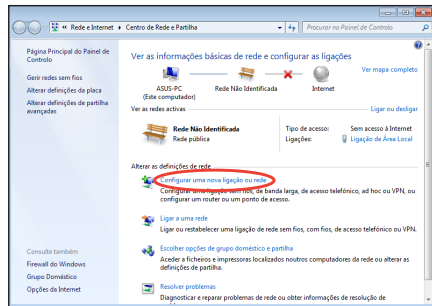 « Rede e Internet ▸ Centro de Rede e Partilha
Procurar no Painel de Controlo
Página Principal do Painel de Controlo
Gerir redes sem fios
Alterar definições da placa
Alterar definições de partilha avançadas
Ver as informações básicas de rede e configurar as ligações
Ver mapa completo
ASUS-PC
(Este computador)
Rede Não Identificada
Internet
Ver as redes activas
Ligar ou desligar
Rede Não Identificada
Rede pública
Tipo de acesso: Sem acesso à Internet
Ligações: Ligação de Área Local
Alterar as definições de rede
Configurar uma nova ligação ou rede
Configurar uma ligação sem fios, de banda larga, de acesso telefónico, ad hoc ou VPN, ou
configurar um router ou um ponto de acesso.
Ligar a uma rede
Ligar ou restabelecer uma ligação de rede sem fios, com fios, de acesso telefónico ou VPN.
Escolher opções de grupo doméstico e partilha
Aceder a ficheiros e impressoras localizados noutros computadores da rede ou alterar as
definições de partilha.
Resolver problemas
Diagnosticar e reparar problemas de rede ou obter informações de resolução de
Consulte também
Firewall do Windows
Grupo Doméstico
Opções da Internet